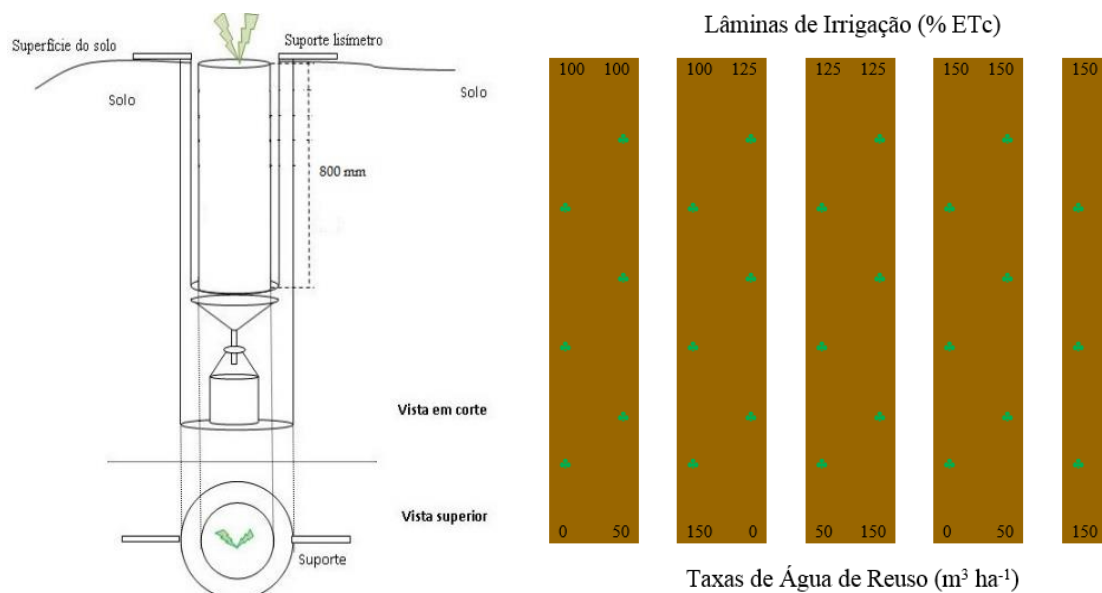 Superfície do solo
Suporte lisímetro
Solo
Solo
800 mm
Vista em corte
Vista superior
Suporte
Lâminas de Irrigação (% ETc)
100 100 100 125 125 125 150 150 150
0 50 150 0 50 150 0 50 150
Taxas de Água de Reuso (m³ ha⁻¹)